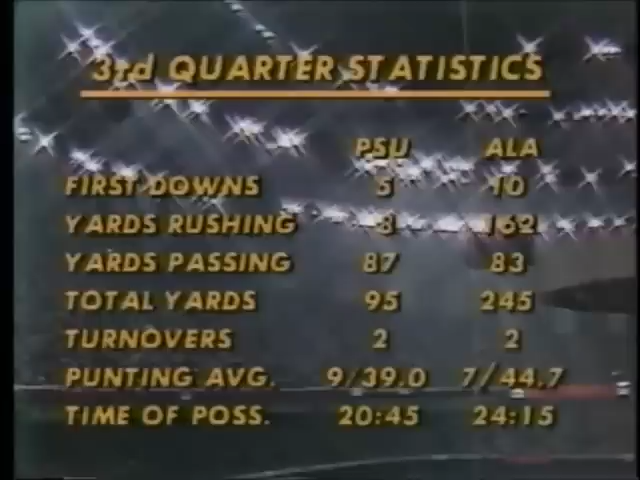 3rd QUARTER STATISTICS
PSU ALA
FIRST DOWNS 5 10
YARDS RUSHING 8 162
YARDS PASSING 87 83
TOTAL YARDS 95 245
TURNOVERS 2 2
PUNTING AVG. 9/39.0 7/44.7
TIME OF POSS. 20:45 24:15